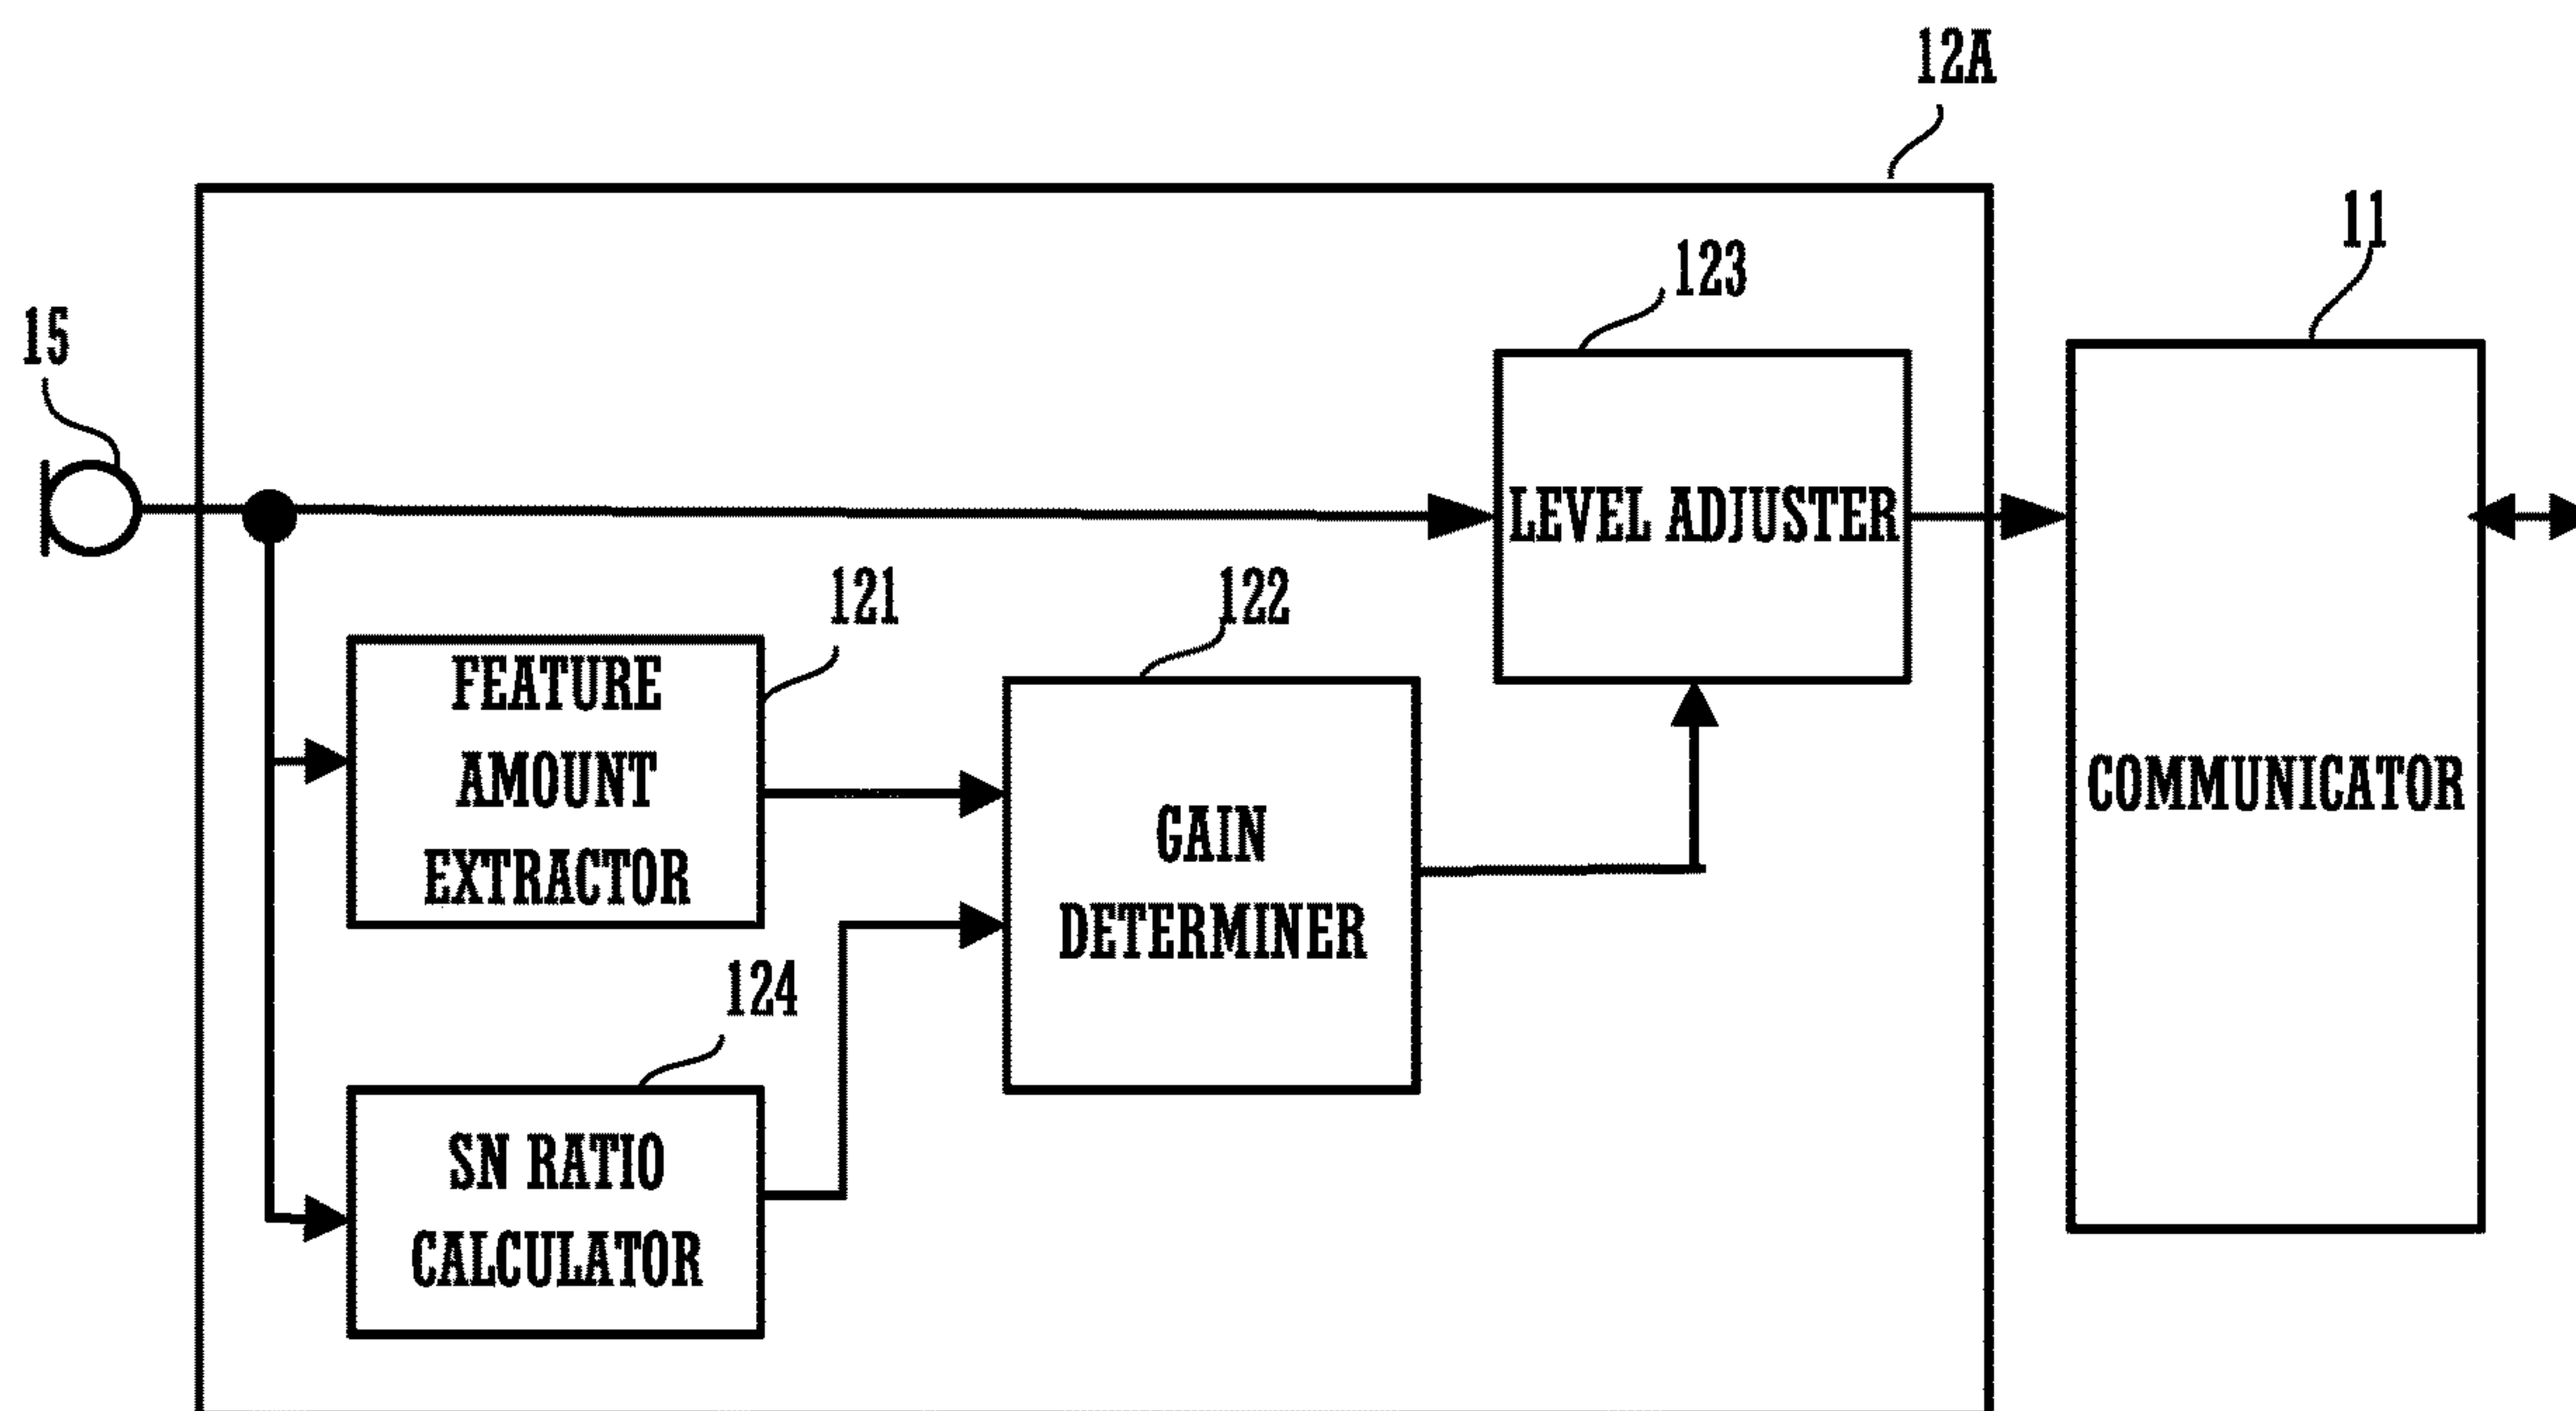 12A
11
123
15
LEVEL ADJUSTER
121
122
FEATURE
AMOUNT
EXTRACTOR
GAIN
DETERMINER
COMMUNICATOR
124
SN RATIO
CALCULATOR